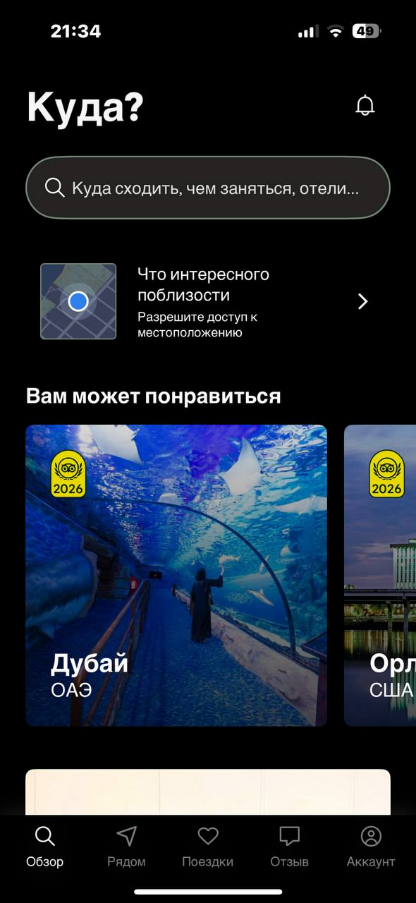 21:34
49
Куда?
Куда сходить, чем заняться, отели...
Что интересного
поблизости
Разрешите доступ к
местоположению
Вам может понравиться
2026
2026
Дубай
ОАЭ
Орл
США
Обзор
Рядом
Поездки
Отзыв
Аккаунт